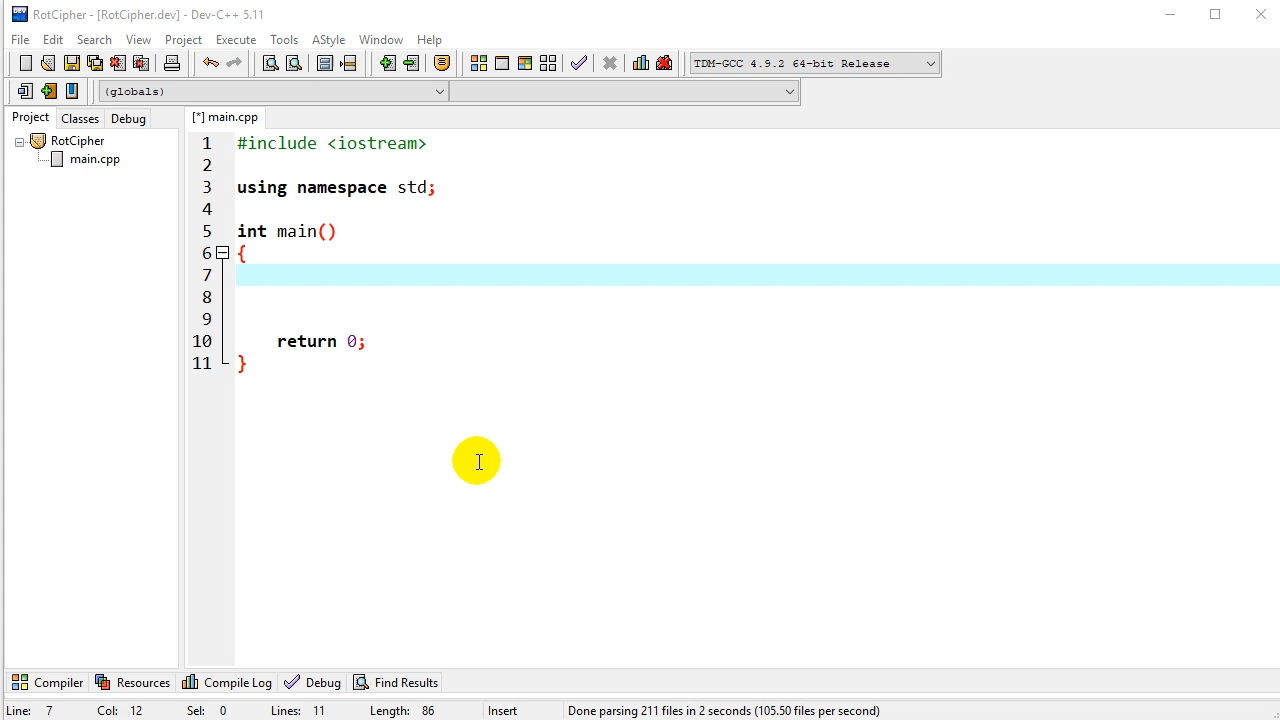 RotCipher - [RotCipher.dev] - Dev-C++ 5.11
File Edit Search View Project Execute Tools AStyle Window Help
TDM-GCC 4.9.2 64-bit Release
(globals)
Project Classes Debug
[*] main.cpp
RotCipher
main.cpp
1 #include <iostream>
2
3 using namespace std;
4
5 int main()
6 {
7
8
9
10 return 0;
11 }
Compiler Resources Compile Log Debug Find Results
Line: 7 Col: 12 Sel: 0 Lines: 11 Length: 86 Insert Done parsing 211 files in 2 seconds (105.50 files per second)